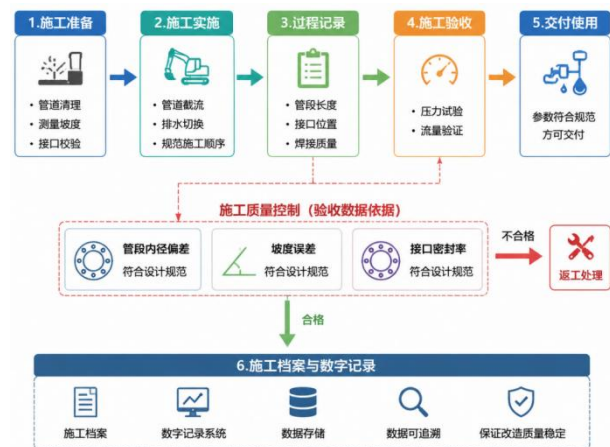 1.施工准备
管道清理
测量坡度
接口校验
2.施工实施
管道截流
排水切换
规范施工顺序
3.过程记录
管段长度
接口位置
焊接质量
4.施工验收
压力试验
流量验证
5.交付使用
参数符合规范
方可交付
施工质量控制（验收数据依据）
管段内径偏差
符合设计规范
坡度误差
符合设计规范
接口密封率
符合设计规范
不合格
返工处理
合格
6.施工档案与数字记录
施工档案
数字记录系统
数据存储
数据可追溯
保证改造质量稳定